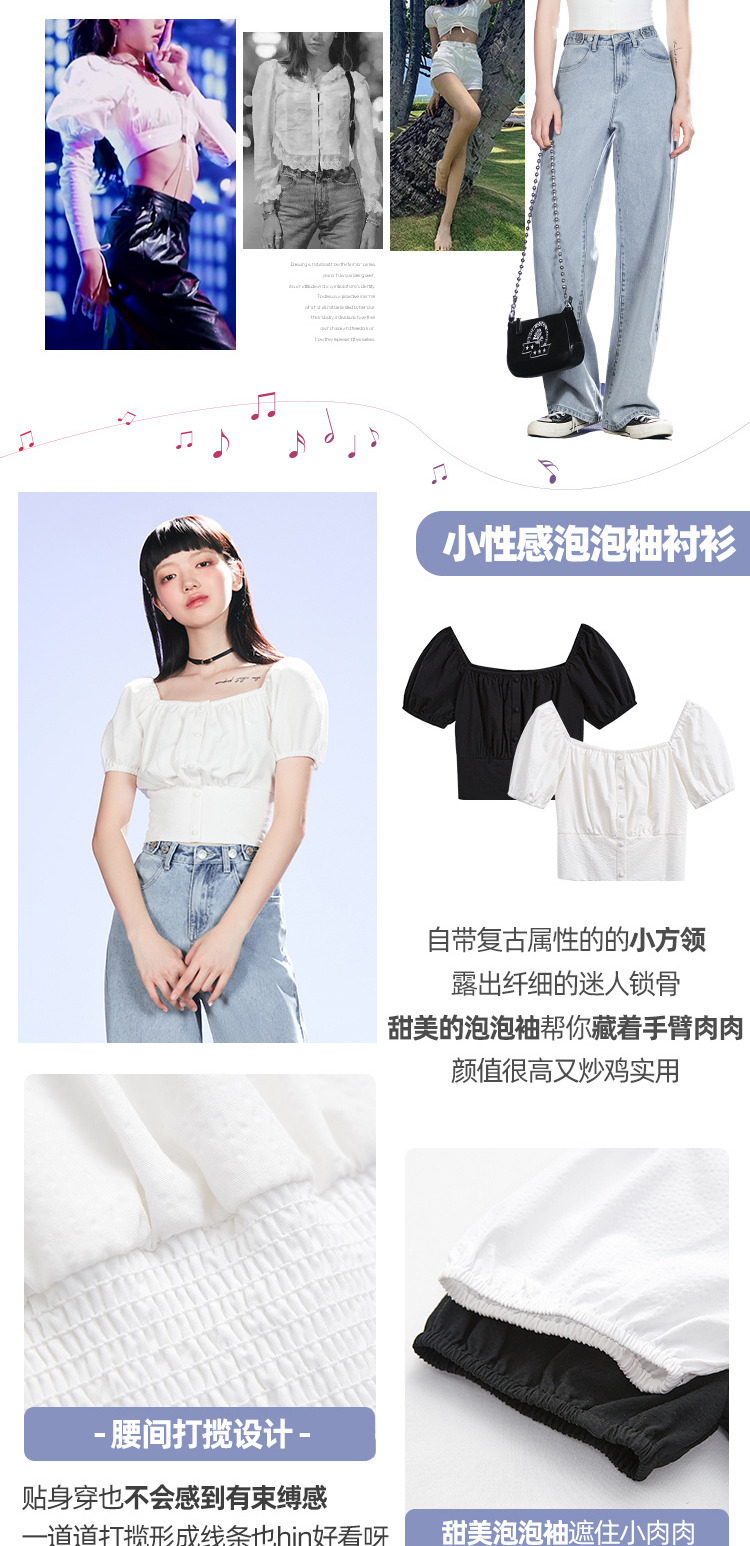 小性感泡泡袖衬衫
自带复古属性的的小方领
露出纤细的迷人锁骨
甜美的泡泡袖帮你藏着手臂肉肉
颜值很高又炒鸡实用
-腰间打揽设计-
贴身穿也不会感到有束缚感
一道道打揽形成线条也hin好看呀
甜美泡泡袖遮住小肉肉